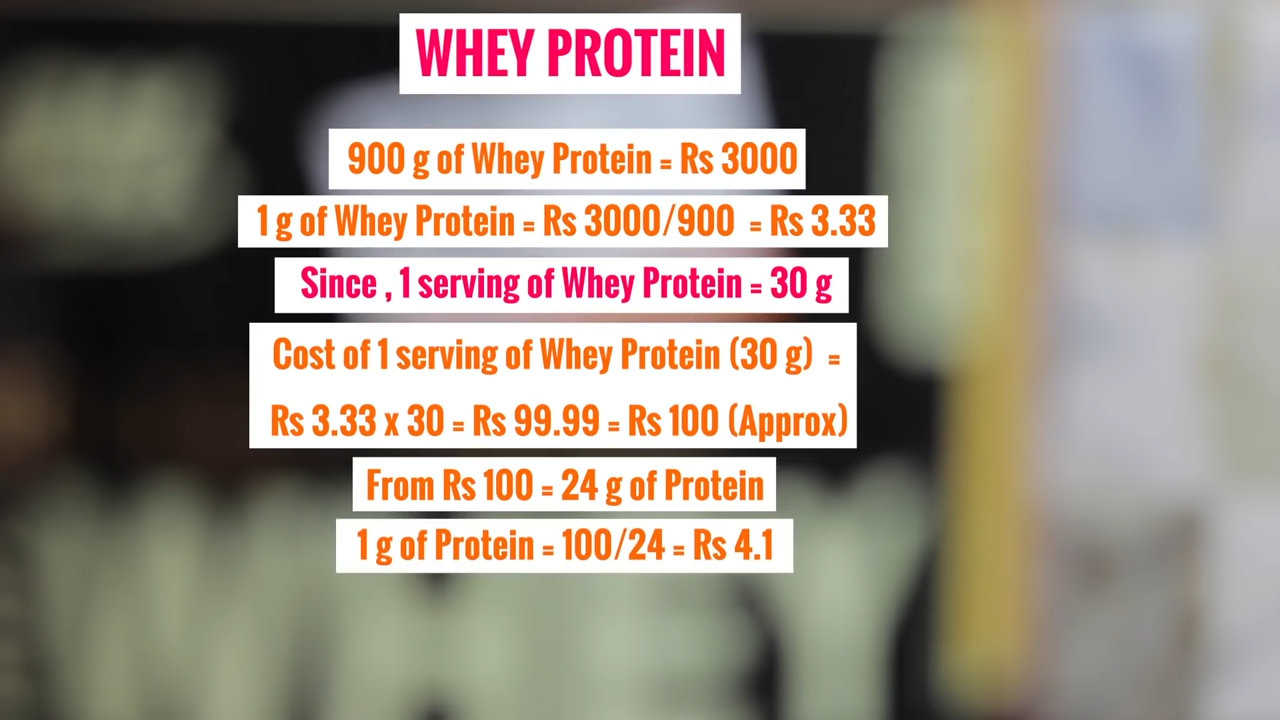 WHEY PROTEIN
900 g of Whey Protein = Rs 3000
1 g of Whey Protein = Rs 3000/900 = Rs 3.33
Since , 1 serving of Whey Protein = 30 g
Cost of 1 serving of Whey Protein (30 g) =
Rs 3.33 x 30 = Rs 99.99 = Rs 100 (Approx)
From Rs 100 = 24 g of Protein
1 g of Protein = 100/24 = Rs 4.1